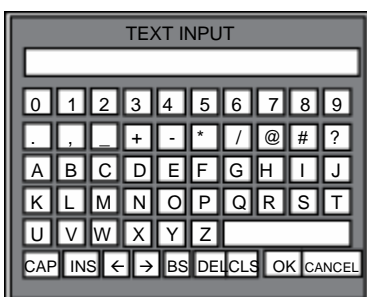 TEXT INPUT
0 1 2 3 4 5 6 7 8 9
. , _ + - * / @ # ?
A B C D E F G H I J
K L M N O P Q R S T
U V W X Y Z
CAP INS ← → BS DEL CLS OK CANCEL